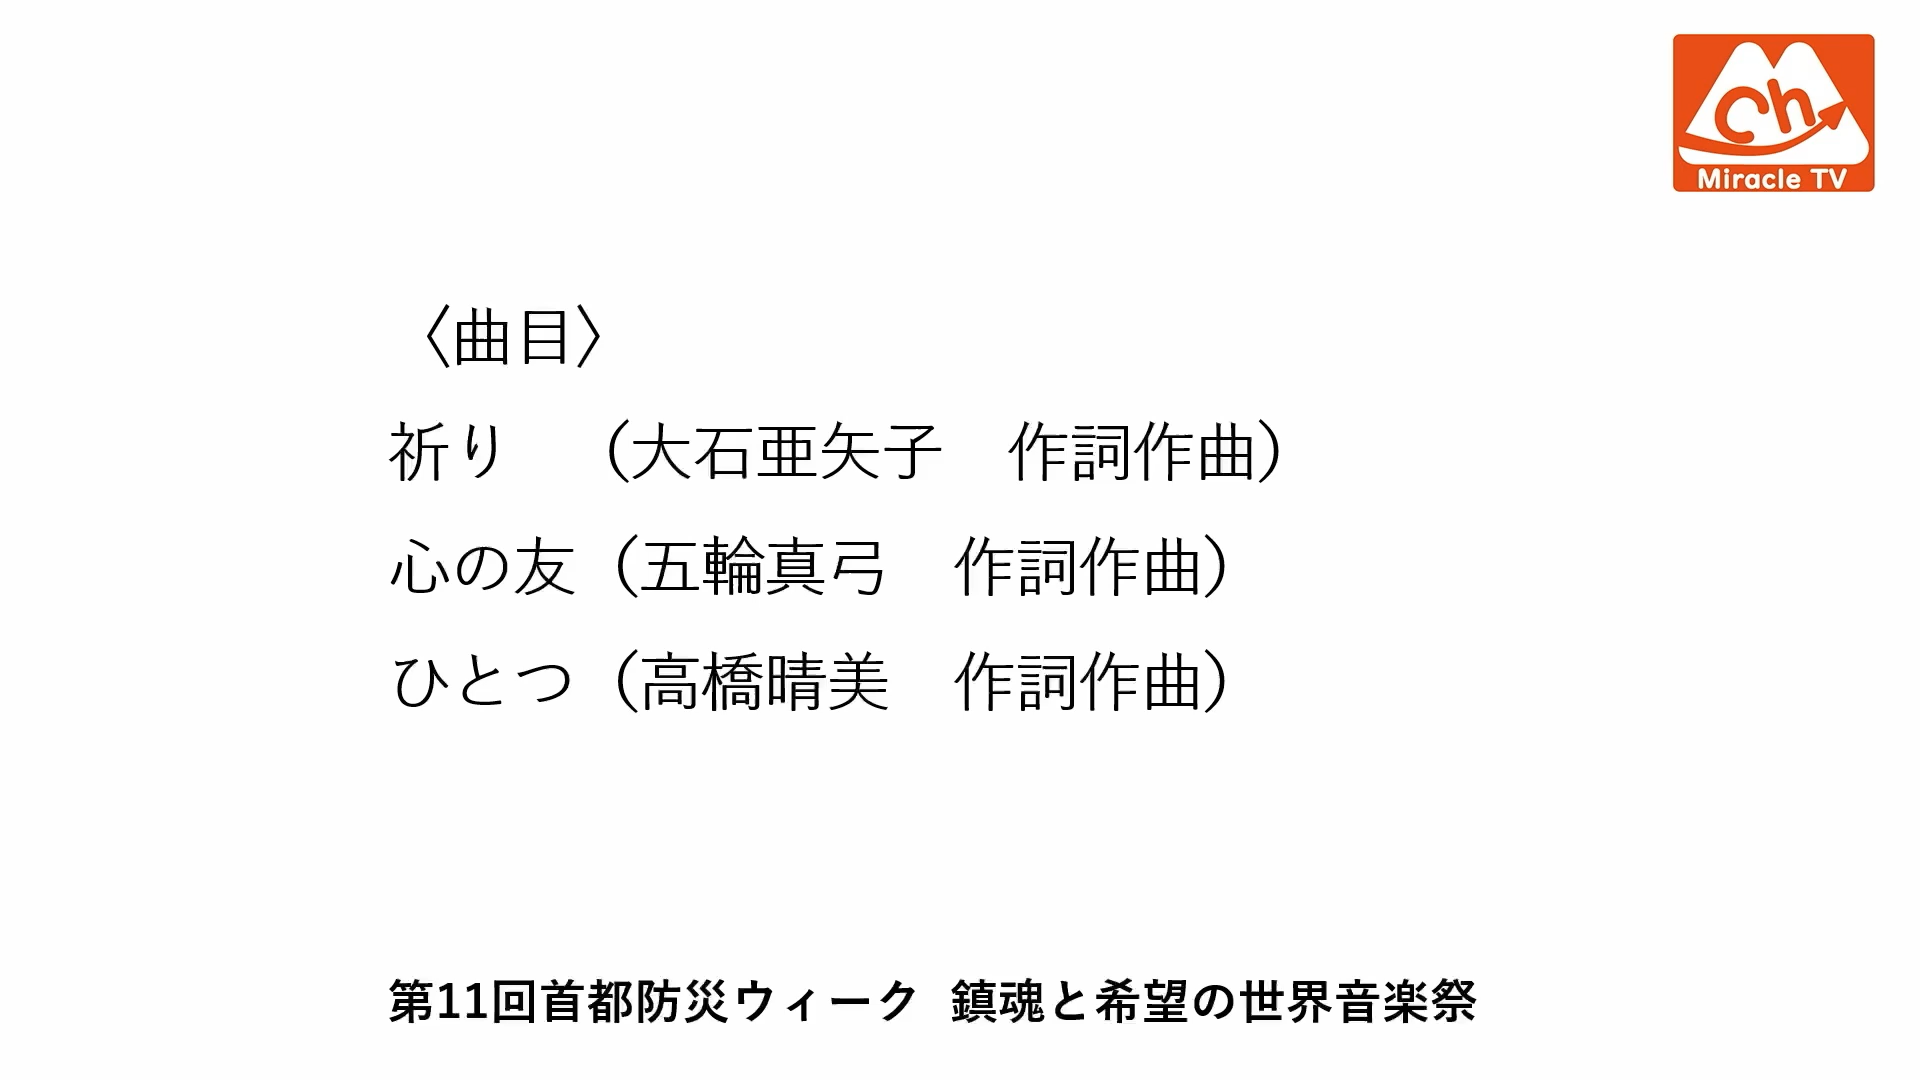 Ch
Miracle TV
〈曲目〉
祈り　（大石亜矢子　作詞作曲）
心の友（五輪真弓　作詞作曲）
ひとつ（高橋晴美　作詞作曲）
第11回首都防災ウィーク 鎮魂と希望の世界音楽祭